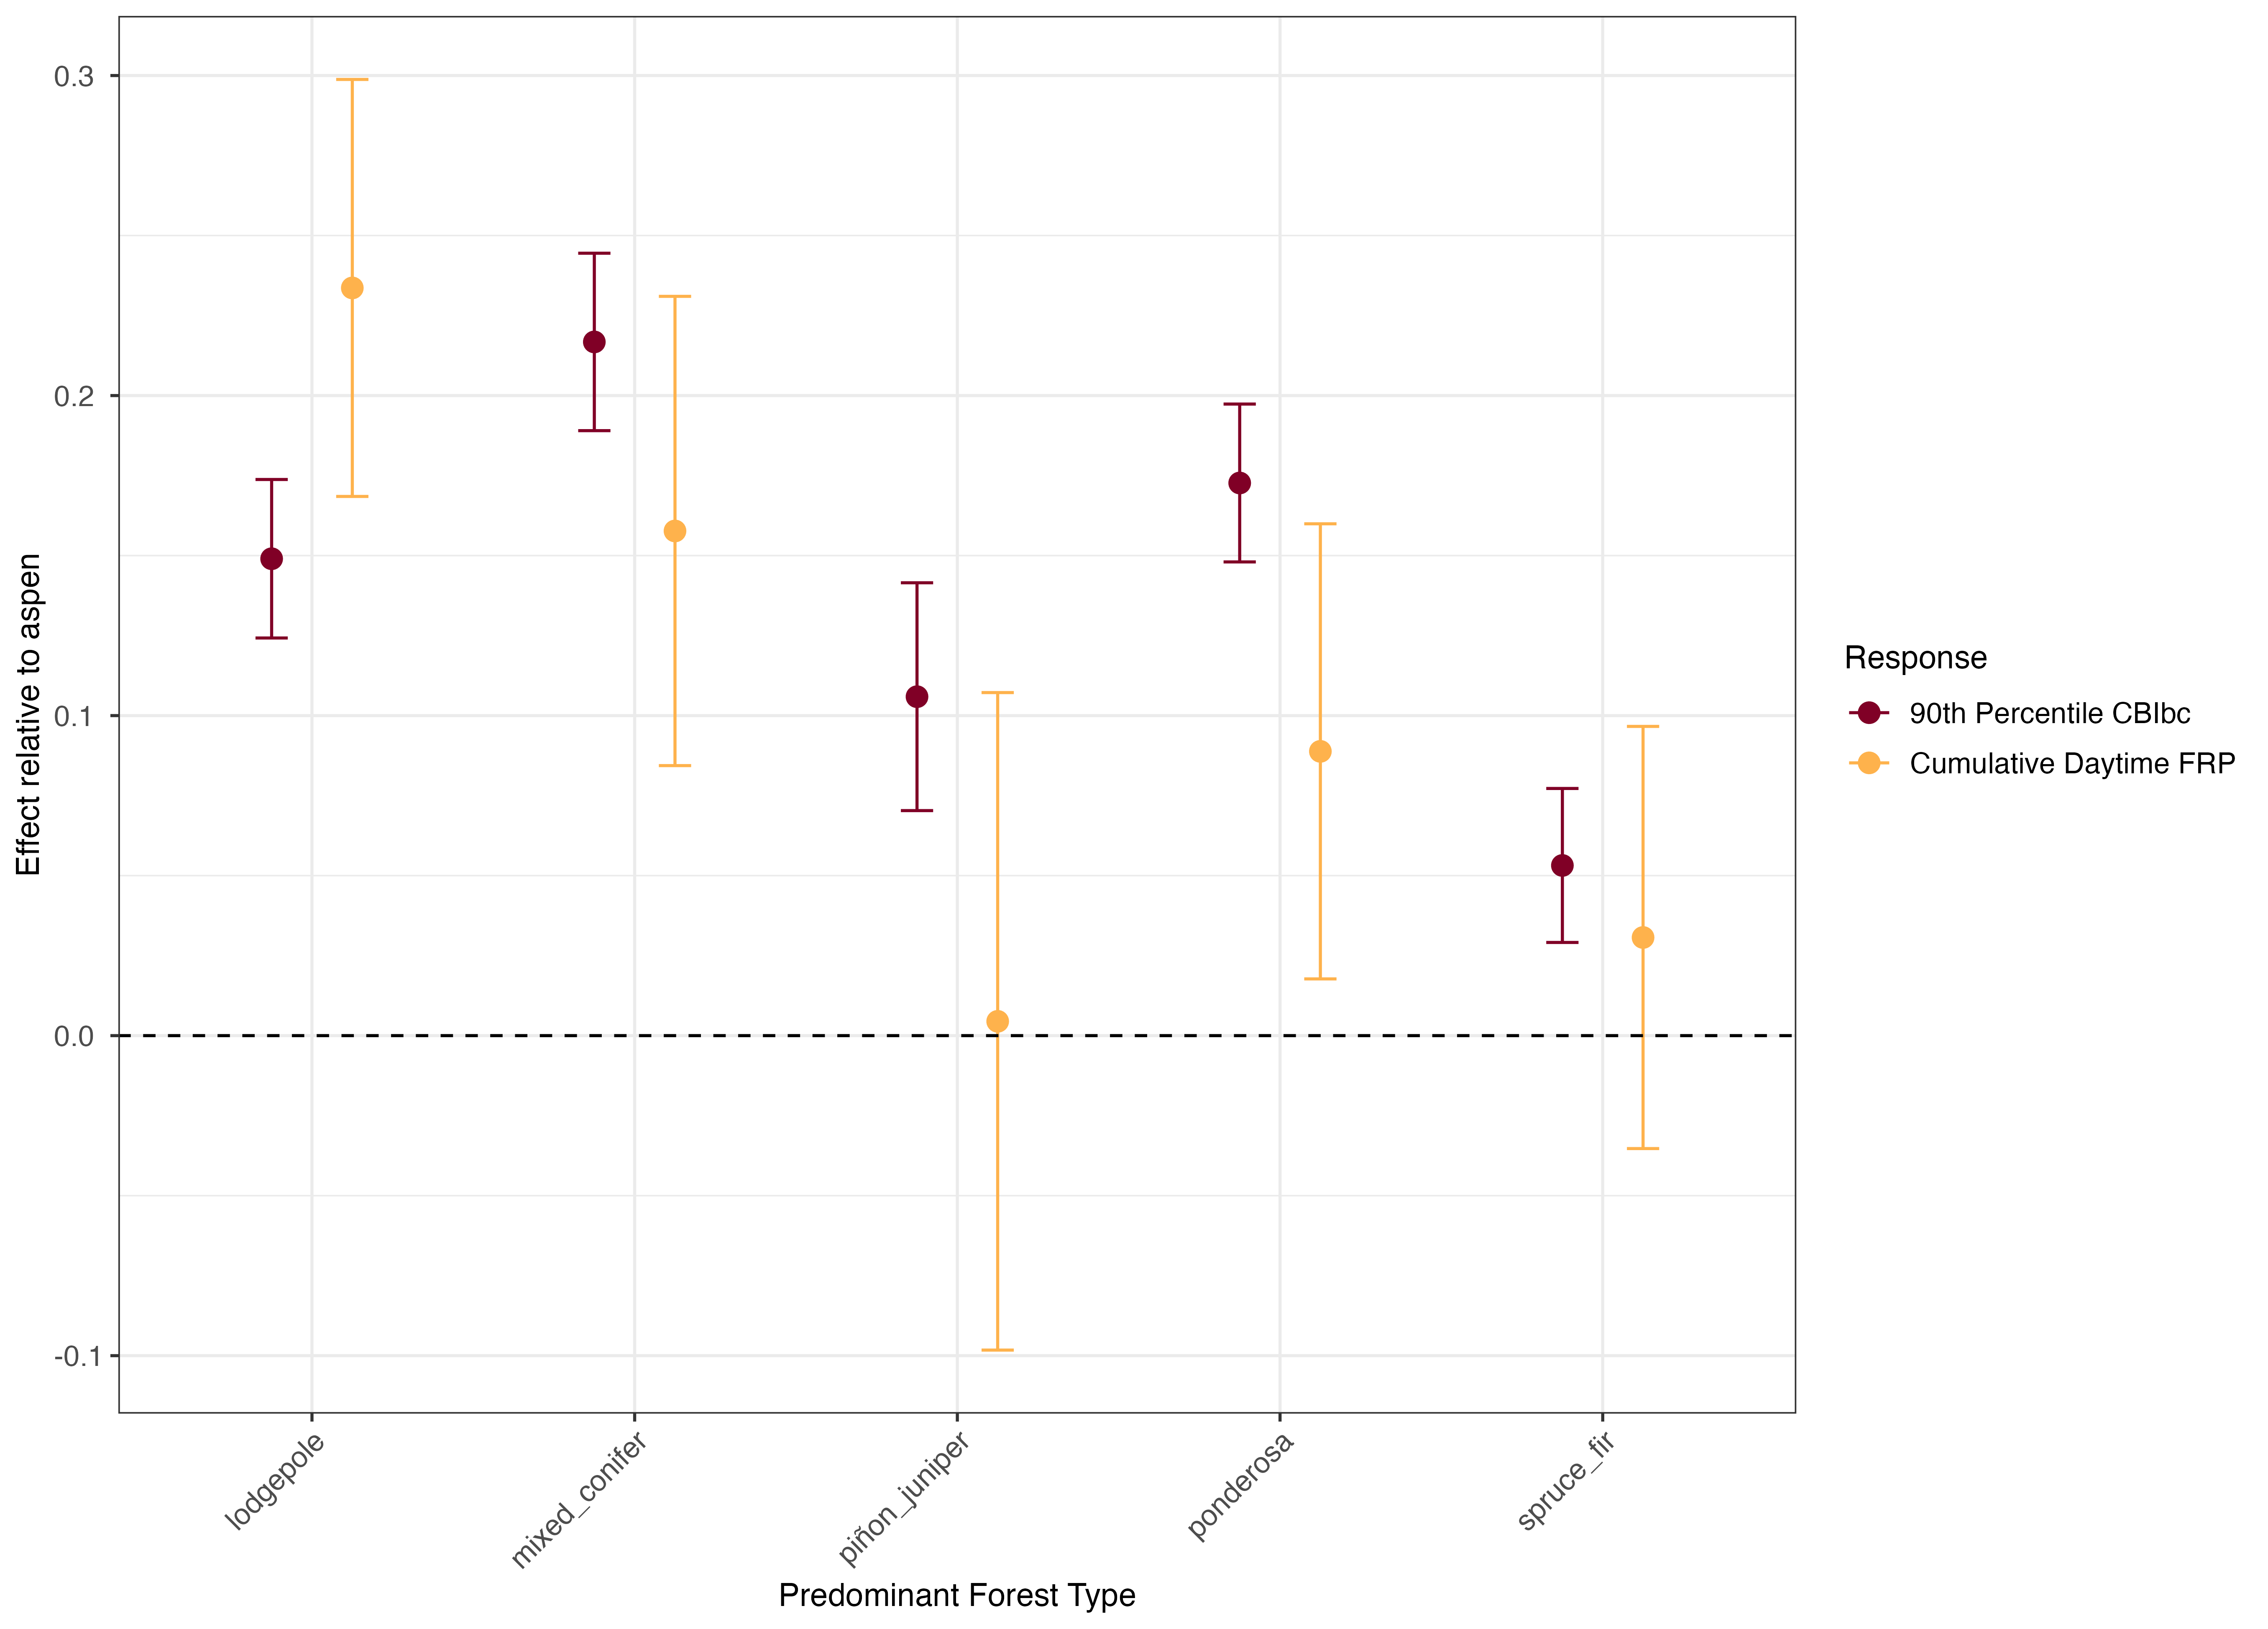 0.3
0.2
0.1
0.0
-0.1
Effect relative to aspen
lodgepole
mixed_conifer
piñon_juniper
ponderosa
spruce_fir
Predominant Forest Type
Response
90th Percentile CBIbc
Cumulative Daytime FRP